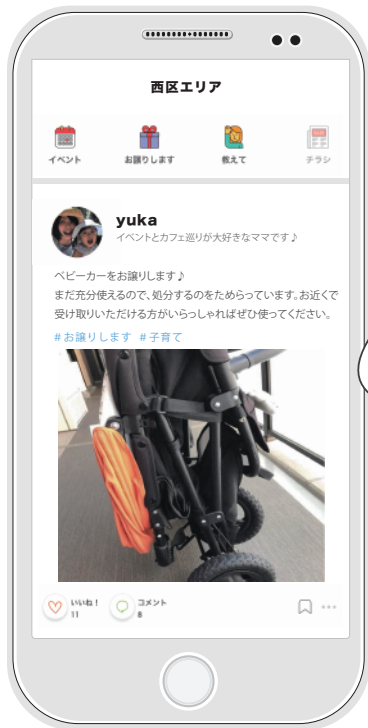 西区エリア
イベント
お譲りします
教えて
チラシ
yuka
イベントとカフェ巡りが大好きなママです♪
ベビーカーをお譲りします♪
まだ充分使えるので、処分するのをためらっています。お近くで
受け取りいただける方がいらっしゃればぜひ使ってください。
#お譲りします #子育て
いいね！
11
コメント
8